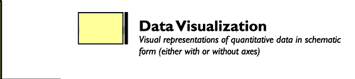 Data Visualization
Visual representations of quantitative data in schematic
form (either with or without axes)